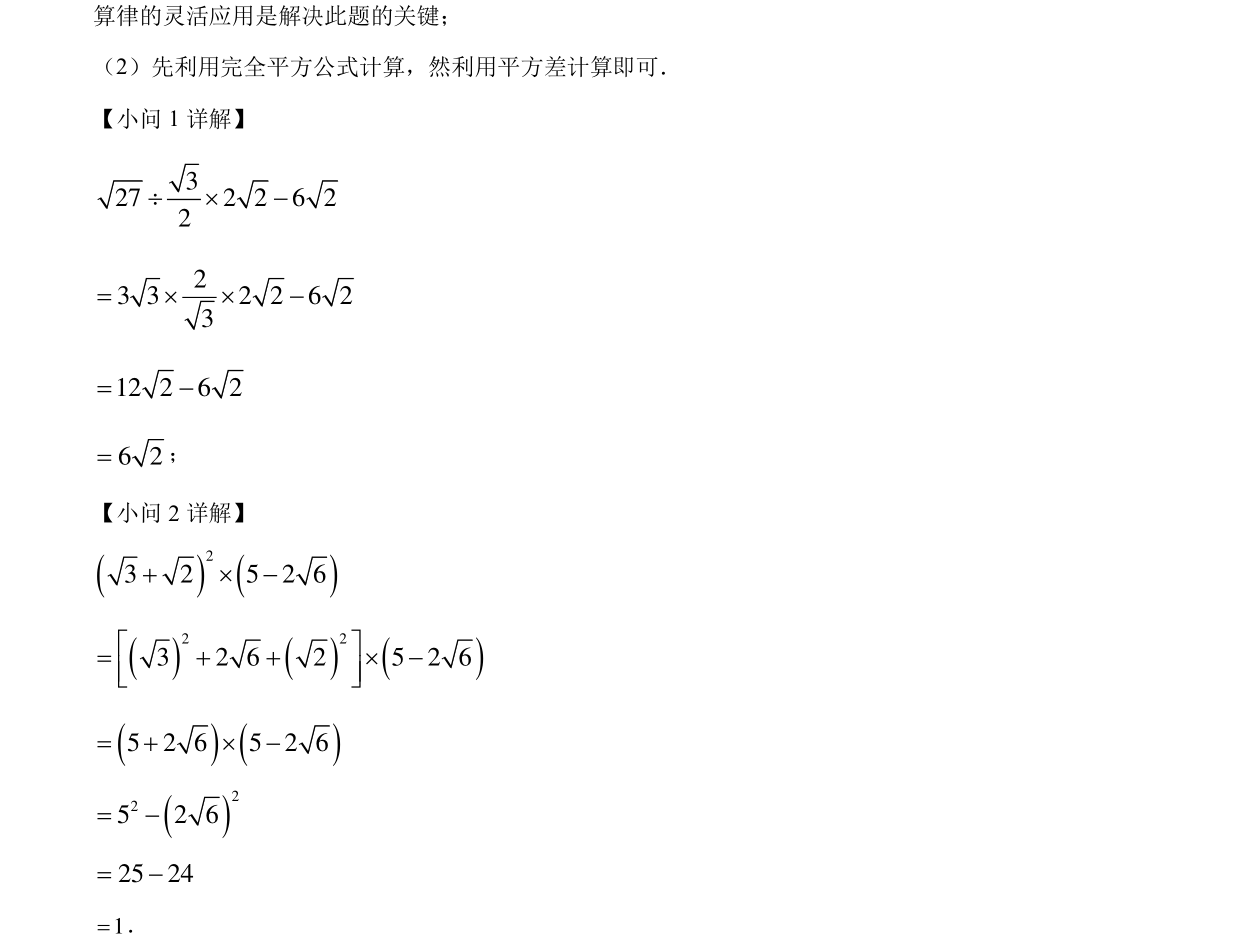 算律的灵活应用是解决此题的关键；
（2）先利用完全平方公式计算，然利用平方差计算即可．
【小问 1 详解】
√27 ÷ √3/2 × 2√2 − 6√2
= 3√3 × 2/√3 × 2√2 − 6√2
= 12√2 − 6√2
= 6√2；
【小问 2 详解】
(√3 + √2)² × (5 − 2√6)
= [(√3)² + 2√6 + (√2)²] × (5 − 2√6)
= (5 + 2√6) × (5 − 2√6)
= 5² − (2√6)²
= 25 − 24
= 1．